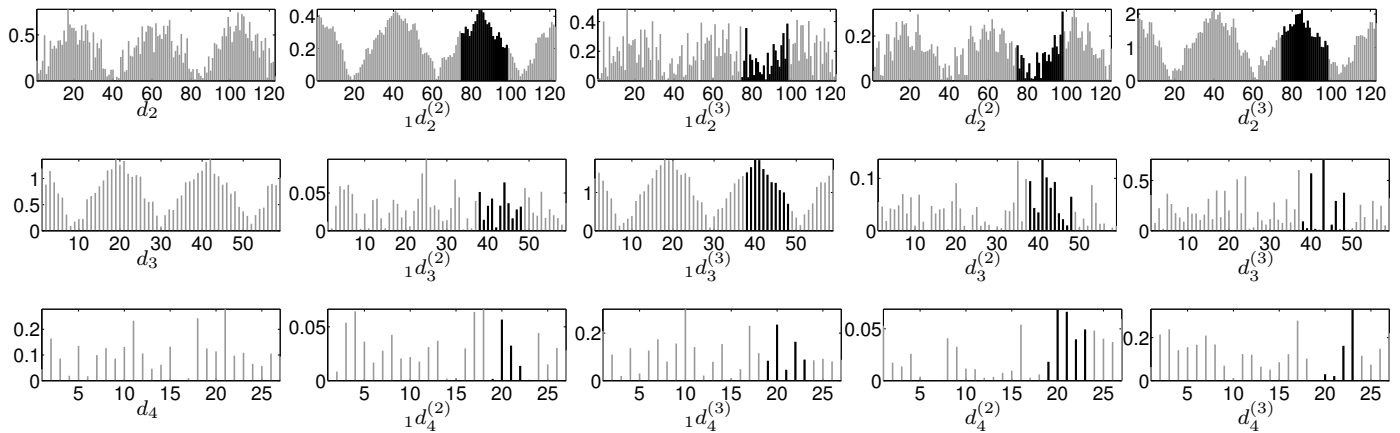 0.5 0
20 40 60 80 100 120
d_2
0.4 0.2 0
20 40 60 80 100 120
_1d_2^{(2)}
0.4 0.2 0
20 40 60 80 100 120
_1d_2^{(3)}
0.2 0
20 40 60 80 100 120
d_2^{(2)}
2 1 0
20 40 60 80 100 120
d_2^{(3)}
1 0.5 0
10 20 30 40 50
d_3
0.05 0
10 20 30 40 50
_1d_3^{(2)}
1 0
10 20 30 40 50
_1d_3^{(3)}
0.1 0
10 20 30 40 50
d_3^{(2)}
0.5 0
10 20 30 40 50
d_3^{(3)}
0.2 0.1 0
5 10 15 20 25
d_4
0.05 0
5 10 15 20 25
_1d_4^{(2)}
0.2 0
5 10 15 20 25
_1d_4^{(3)}
0.05 0
5 10 15 20 25
d_4^{(2)}
0.2 0
5 10 15 20 25
d_4^{(3)}